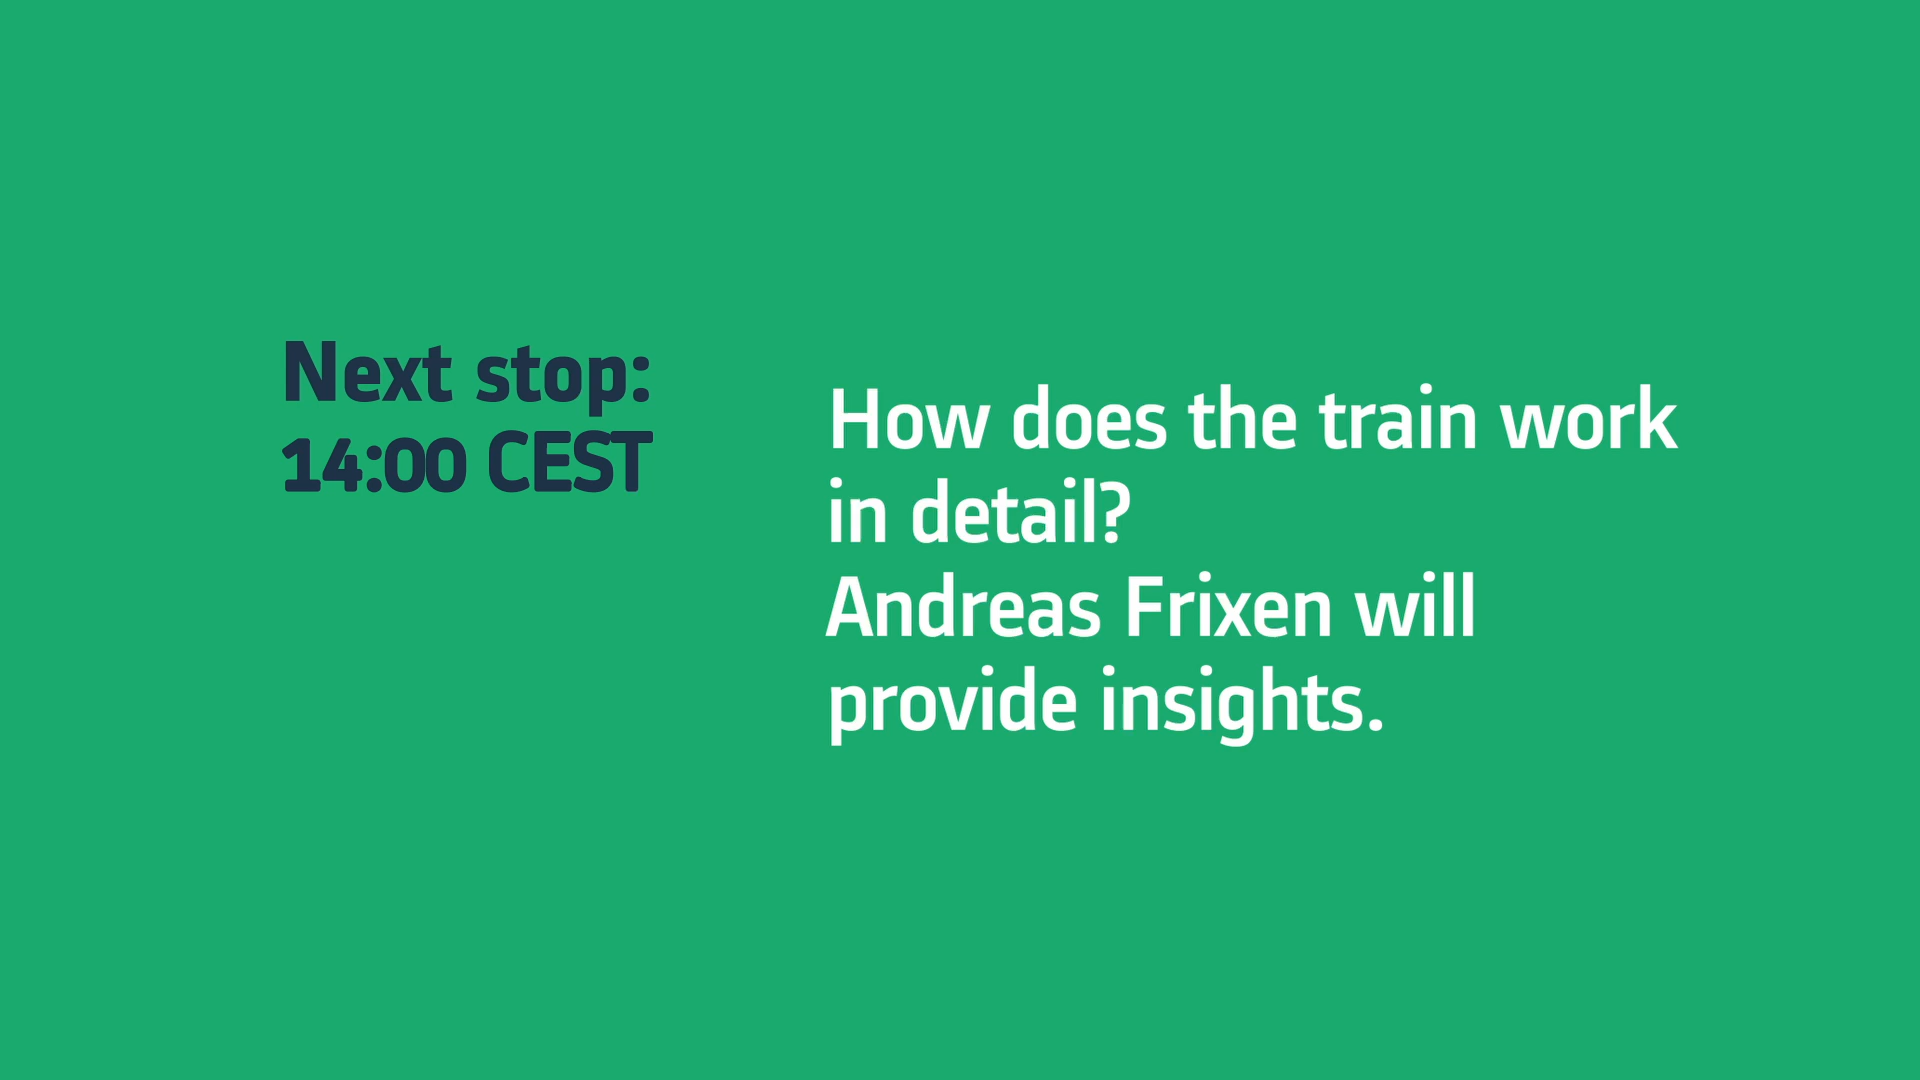 Next stop:
14:00 CEST
How does the train work
in detail?
Andreas Frixen will
provide insights.